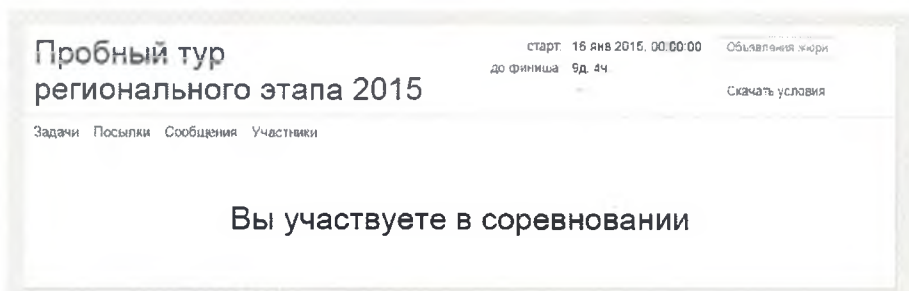 Пробный тур
регионального этапа 2015
старт: 16 янв 2015, 00:00:00
до финиша: 9д. 4ч.
Объявления жюри
Скачать условия
Задачи Посылки Сообщения Участники
Вы участвуете в соревновании